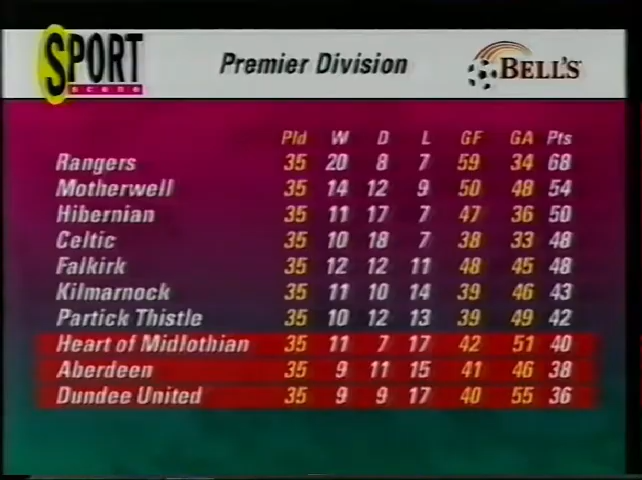 SPORT
scene
Premier Division
BELL'S
Pld W D L GF GA Pts
Rangers 35 20 8 7 59 34 68
Motherwell 35 14 12 9 50 48 54
Hibernian 35 11 17 7 47 36 50
Celtic 35 10 18 7 38 33 48
Falkirk 35 12 12 11 48 45 48
Kilmarnock 35 11 10 14 39 46 43
Partick Thistle 35 10 12 13 39 49 42
Heart of Midlothian 35 11 7 17 42 51 40
Aberdeen 35 9 11 15 41 46 38
Dundee United 35 9 9 17 40 55 36